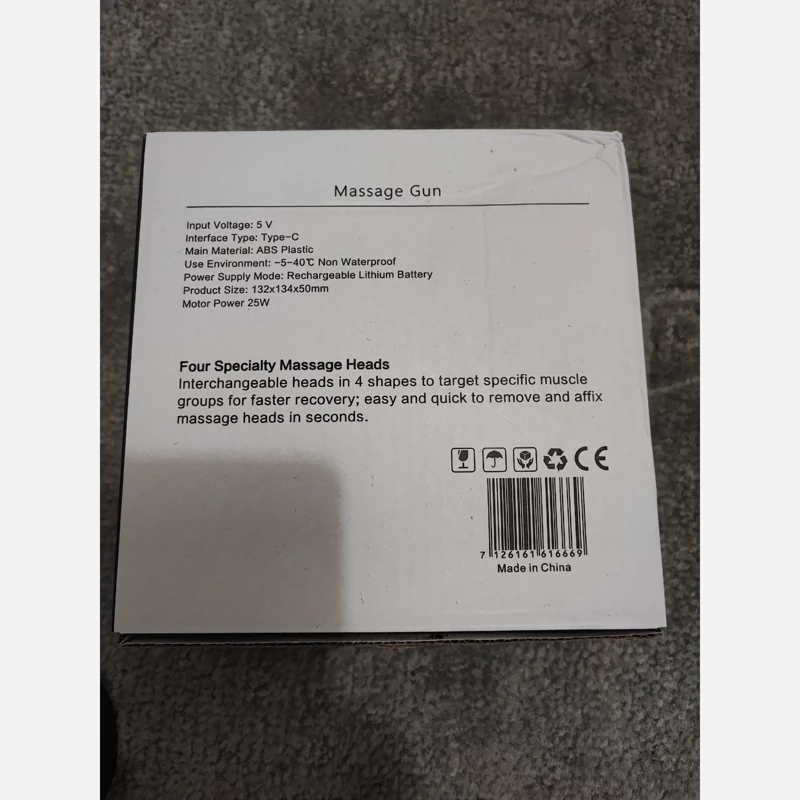 Massage Gun
Input Voltage: 5 V
Interface Type: Type-C
Main Material: ABS Plastic
Use Environment: -5-40℃ Non Waterproof
Power Supply Mode: Rechargeable Lithium Battery
Product Size: 132x134x50mm
Motor Power 25W
Four Specialty Massage Heads
Interchangeable heads in 4 shapes to target specific muscle
groups for faster recovery; easy and quick to remove and affix
massage heads in seconds.
CE
7 126161 616669
Made in China